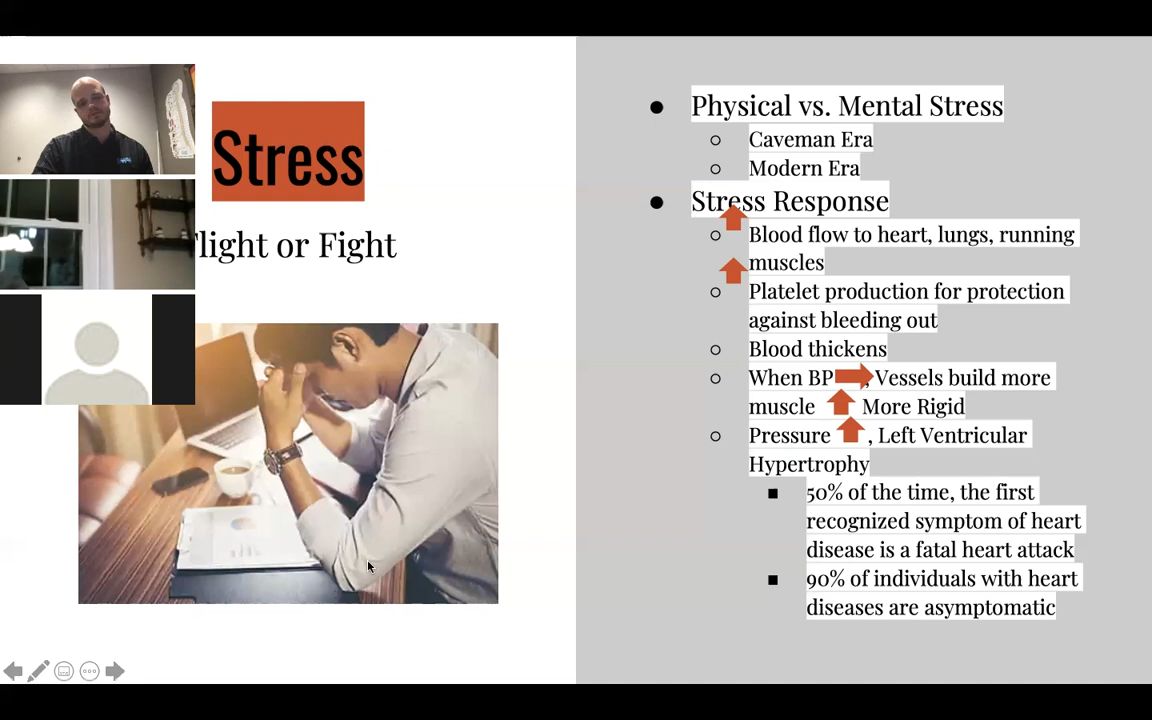 Stress
Flight or Fight
● Physical vs. Mental Stress
○ Caveman Era
○ Modern Era
● Stress Response
○ Blood flow to heart, lungs, running
muscles
○ Platelet production for protection
against bleeding out
○ Blood thickens
○ When BP , Vessels build more
muscle More Rigid
○ Pressure , Left Ventricular
Hypertrophy
■ 50% of the time, the first
recognized symptom of heart
disease is a fatal heart attack
■ 90% of individuals with heart
diseases are asymptomatic